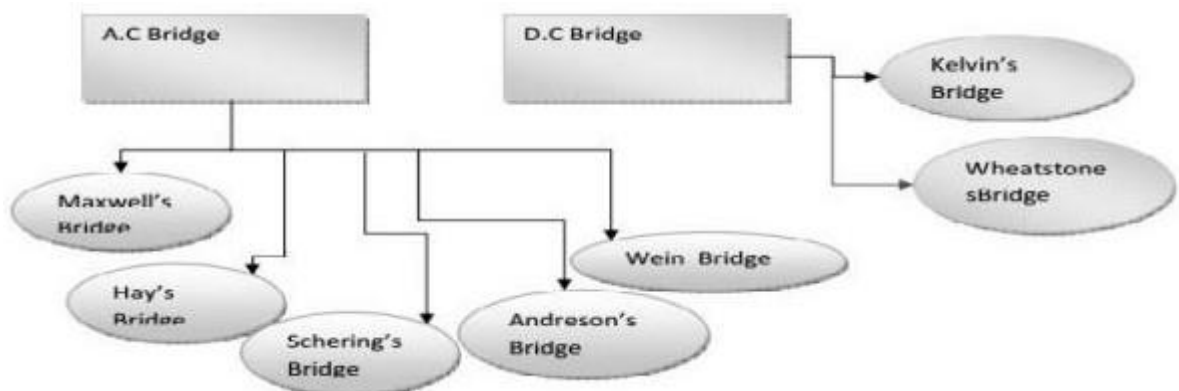 A.C Bridge
D.C Bridge
Kelvin's
Bridge
Wheatstone
sBridge
Maxwell's
Bridge
Wein Bridge
Hay's
Bridge
Andreson's
Bridge
Schering's
Bridge